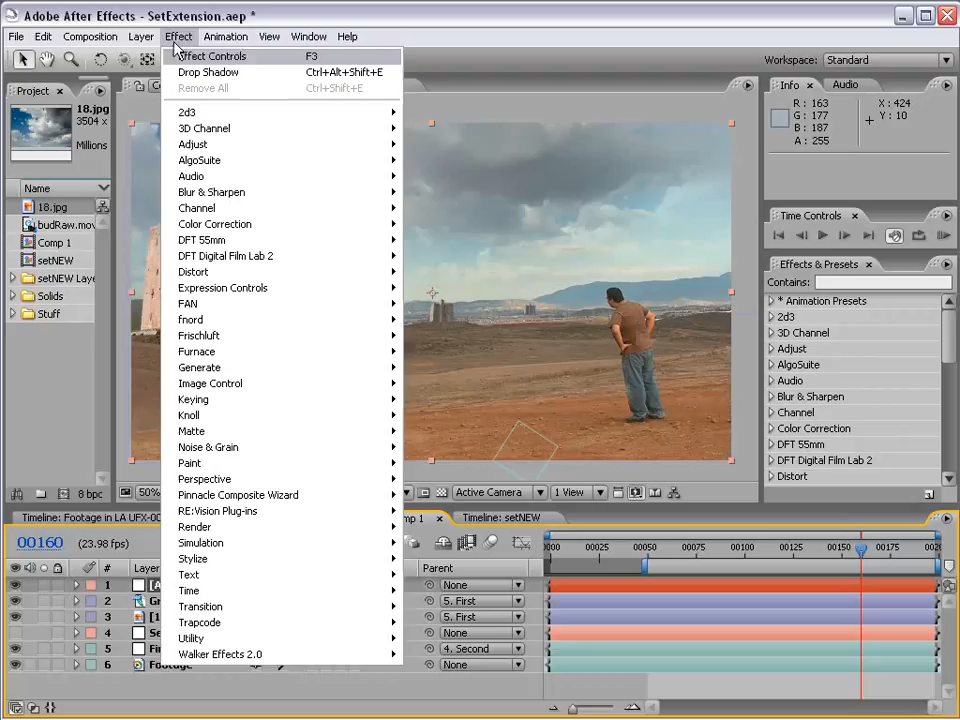 Adobe After Effects - SetExtension.aep *
File Edit Composition Layer Effect Animation View Window Help
Workspace: Standard
Effect Controls F3
Drop Shadow Ctrl+Alt+Shift+E
Remove All Ctrl+Shift+E
2d3
3D Channel
Adjust
AlgoSuite
Audio
Blur & Sharpen
Channel
Color Correction
DFT 55mm
DFT Digital Film Lab 2
Distort
Expression Controls
FAN
fnord
Frischluft
Furnace
Generate
Image Control
Keying
Knoll
Matte
Noise & Grain
Paint
Perspective
Pinnacle Composite Wizard
RE:Vision Plug-ins
Render
Simulation
Stylize
Text
Time
Transition
Trapcode
Utility
Walker Effects 2.0
Project
18.jpg
3504 x
Millions
Name
18.jpg
budRaw.mov
Comp 1
setNEW
setNEW Laye
Solids
Stuff
8 bpc
50%
Active Camera
1 View
Info Audio
R : 163
G : 177
B : 187
A : 255
X : 424
Y : 10
Time Controls
Effects & Presets
Contains:
* Animation Presets
2d3
3D Channel
Adjust
AlgoSuite
Audio
Blur & Sharpen
Channel
Color Correction
DFT 55mm
DFT Digital Film Lab 2
Distort
Timeline: Footage in LA UFX-00
mp 1
Timeline: setNEW
00160 (23.98 fps)
0000 00025 00050 00075 00100 00125 00150 00175 0020
# Layer
Parent
1 [A
None
2 Gr
5. First
3 [1
5. First
4 Se
None
5 Fir
4. Second
6 Footage
None